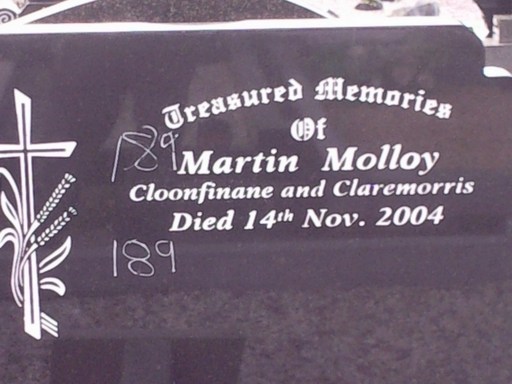 Treasured Memories
Of
189
Martin Molloy
Cloonfinane and Claremorris
Died 14th Nov. 2004
189